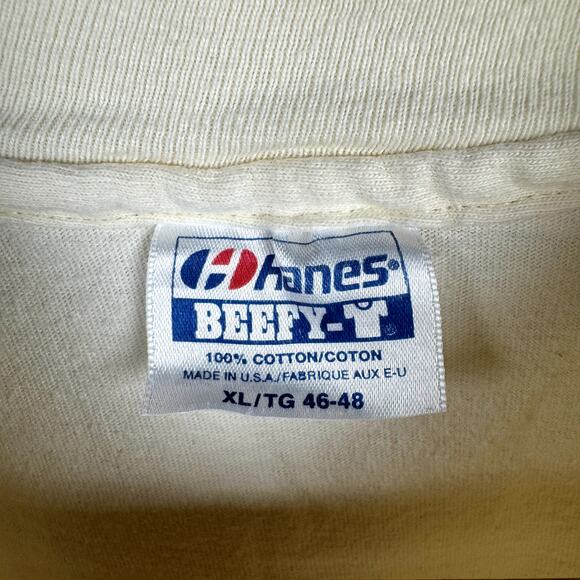 hanes®
BEEFY-T®
100% COTTON/COTON
MADE IN U.S.A./FABRIQUE AUX E-U
XL/TG 46-48